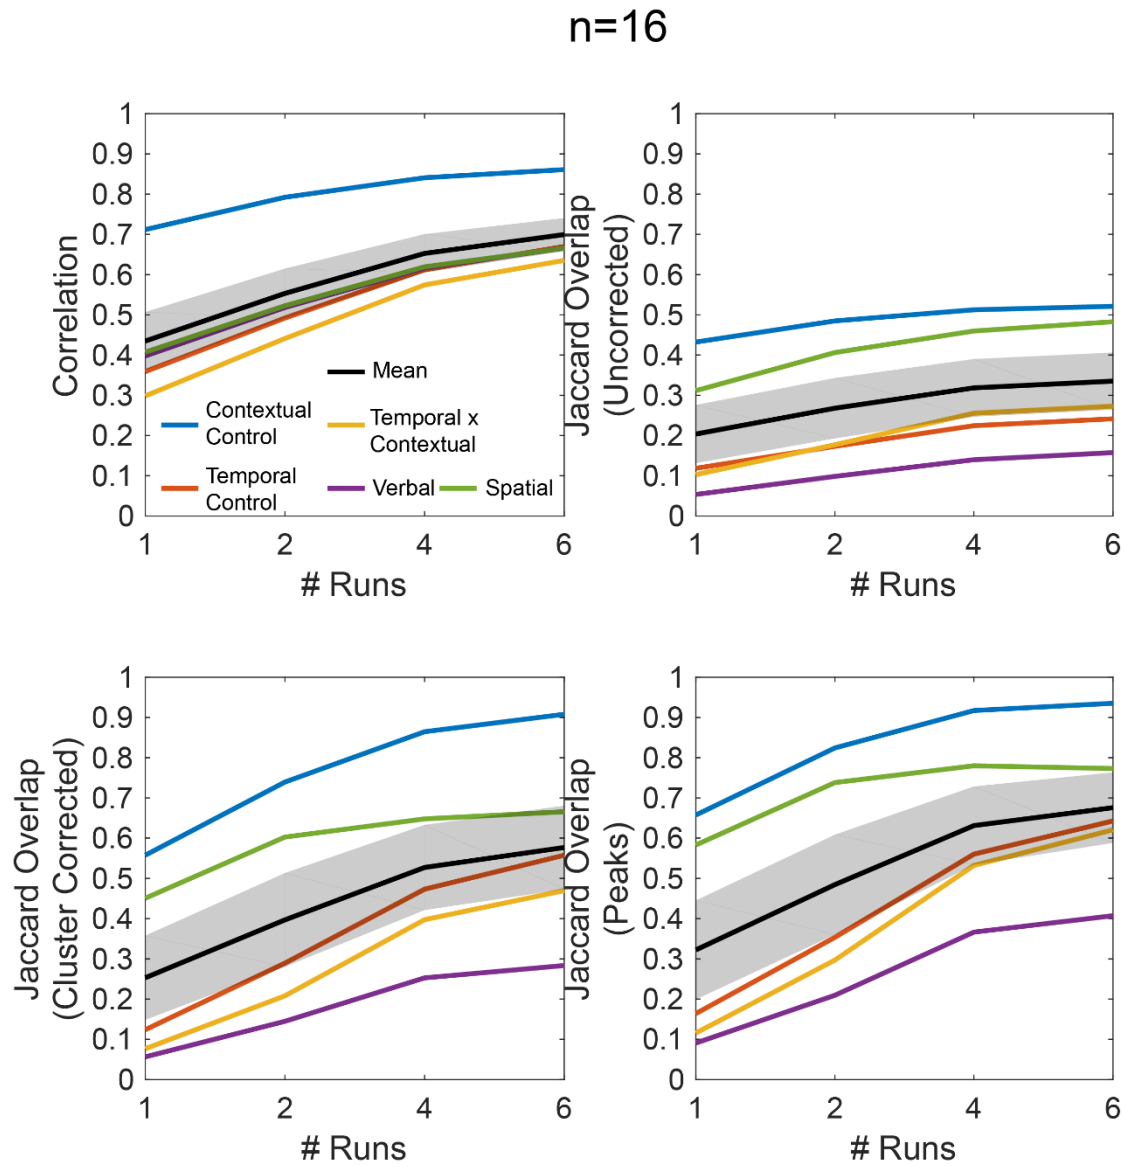 n=16
1
0.9
0.8
0.7
0.6
0.5
0.4
0.3
0.2
0.1
0
Correlation
Mean
Contextual
Control
Temporal x
Contextual
Temporal
Control
Verbal
Spatial
1 2 4 6
# Runs
1
0.9
0.8
0.7
0.6
0.5
0.4
0.3
0.2
0.1
0
Jaccard Overlap
(Uncorrected)
1 2 4 6
# Runs
1
0.9
0.8
0.7
0.6
0.5
0.4
0.3
0.2
0.1
0
Jaccard Overlap
(Cluster Corrected)
1 2 4 6
# Runs
1
0.9
0.8
0.7
0.6
0.5
0.4
0.3
0.2
0.1
0
Jaccard Overlap
(Peaks)
1 2 4 6
# Runs